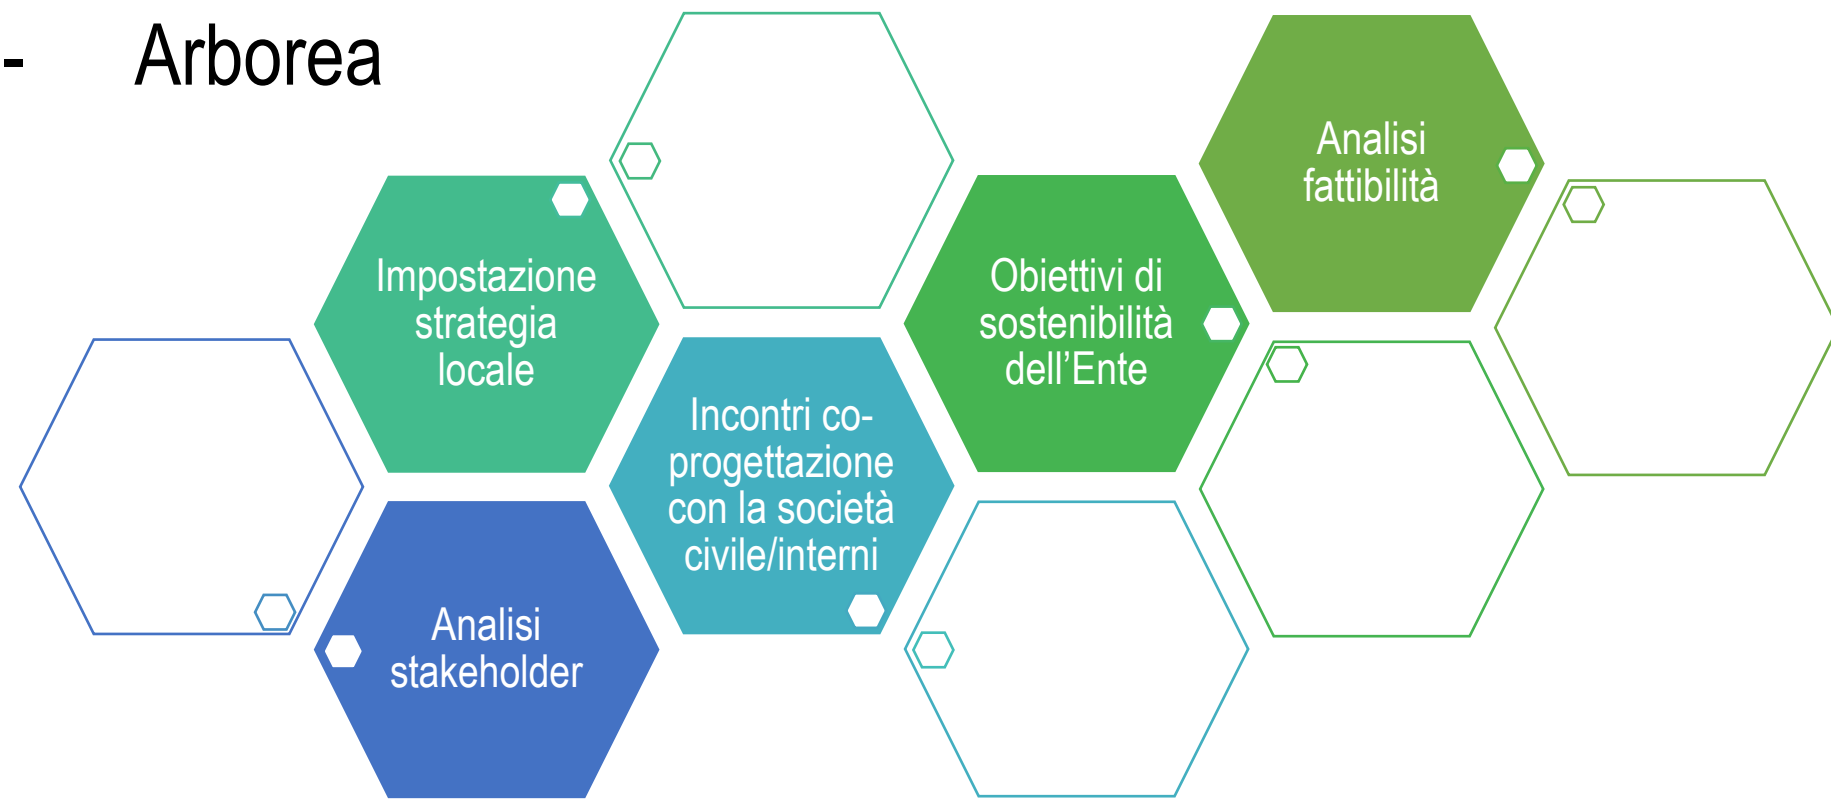 - Arborea
Impostazione
strategia
locale
Analisi
stakeholder
Incontri co-
progettazione
con la società
civile/interni
Obiettivi di
sostenibilità
dell’Ente
Analisi
fattibilità